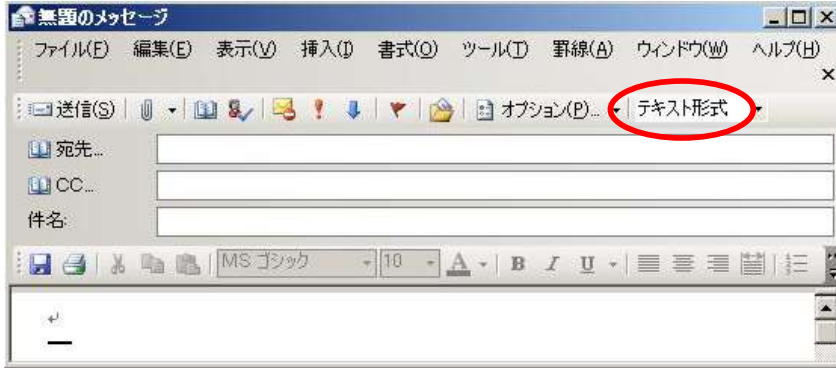 無題のメッセージ
ファイル(F) 編集(E) 表示(V) 挿入(I) 書式(O) ツール(T) 罫線(A) ウィンドウ(W) ヘルプ(H)
送信(S) オプション(P)... テキスト形式
宛先...
CC...
件名:
MS ゴシック 10 A B I U